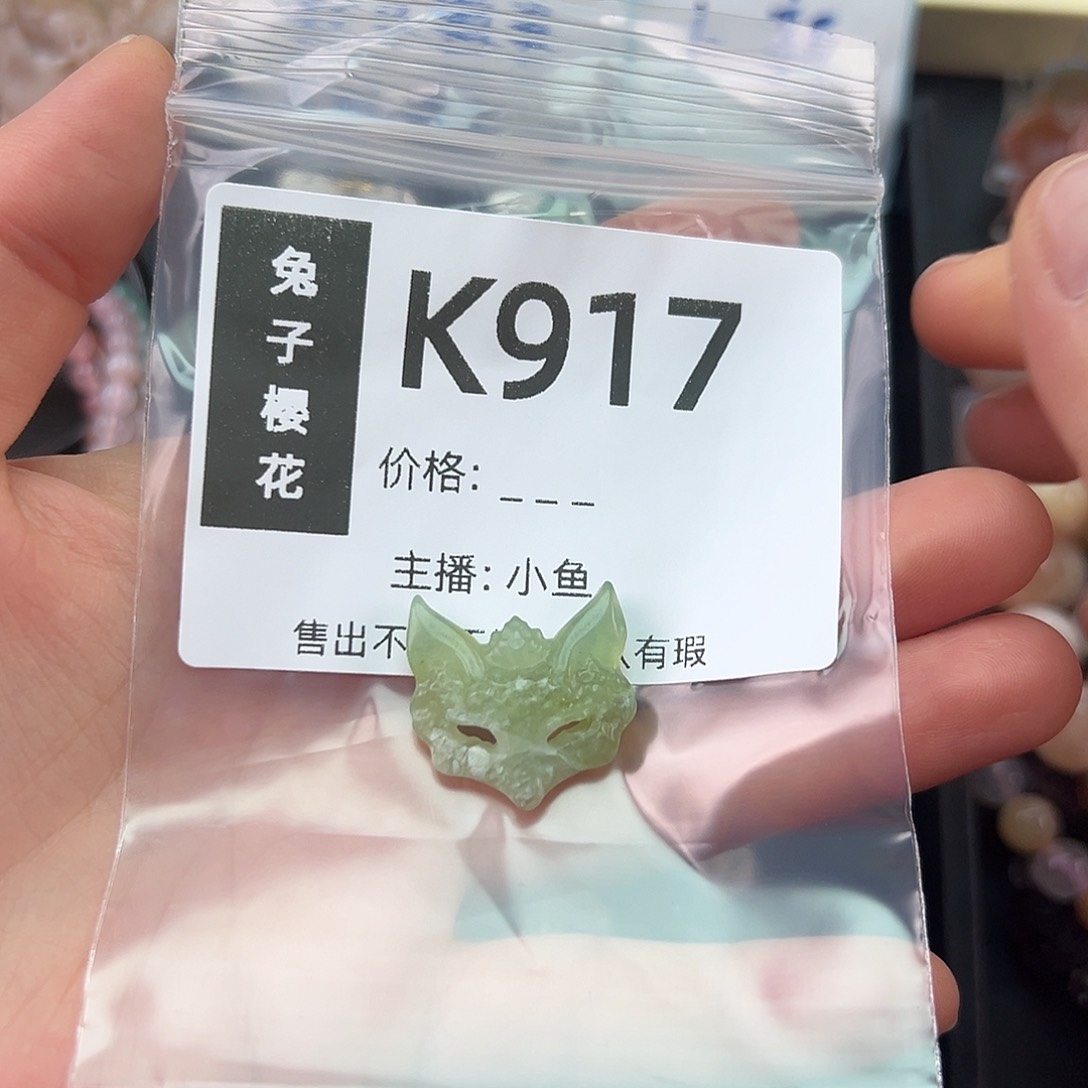 兔子樱花
K917
价格: _ _ _
主播: 小鱼
售出不
有瑕